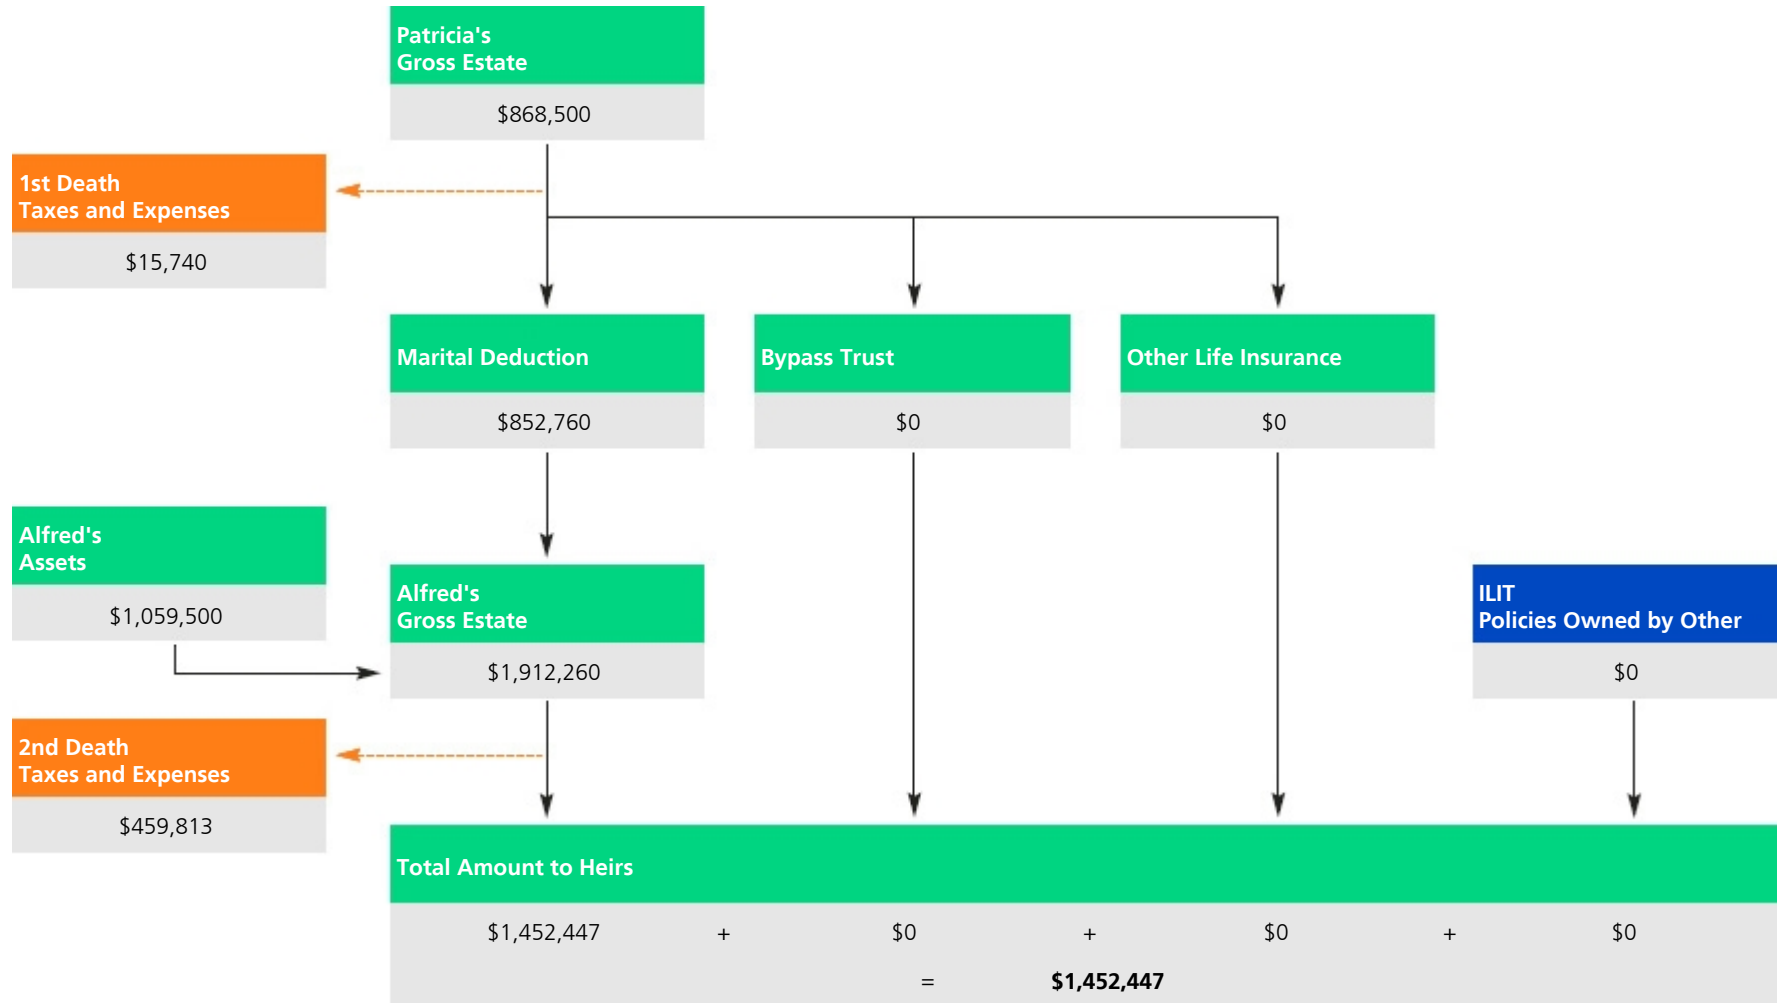 Patricia's
Gross Estate
$868,500
1st Death
Taxes and Expenses
$15,740
Marital Deduction
$852,760
Bypass Trust
$0
Other Life Insurance
$0
Alfred's
Assets
$1,059,500
Alfred's
Gross Estate
$1,912,260
ILIT
Policies Owned by Other
$0
2nd Death
Taxes and Expenses
$459,813
Total Amount to Heirs
$1,452,447 + $0 + $0 + $0
= $1,452,447